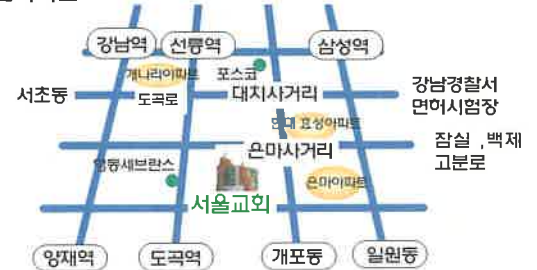 강남역 선릉역 삼성역
개나리아파트 포스코
서초동 도곡로 대치사거리 강남경찰서
면허시험장
현대 효성아파트
은마사거리 잠실 ,백제
고분로
영동세브란스
은마아파트
서울교회
양재역 도곡역 개포동 일원동